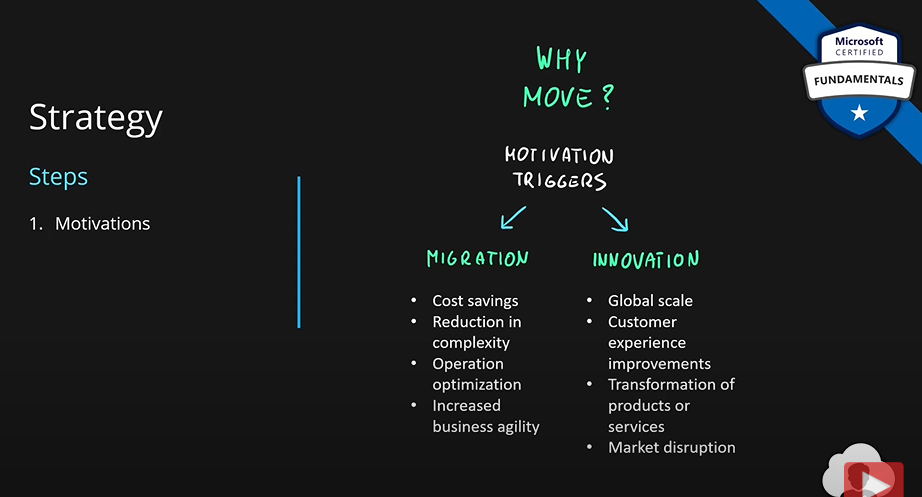 Microsoft
CERTIFIED
FUNDAMENTALS
WHY
MOVE?
Strategy
MOTIVATION
TRIGGERS
Steps
1. Motivations
MIGRATION
• Cost savings
• Reduction in
complexity
• Operation
optimization
• Increased
business agility
INNOVATION
• Global scale
• Customer
experience
improvements
• Transformation of
products or
services
• Market disruption